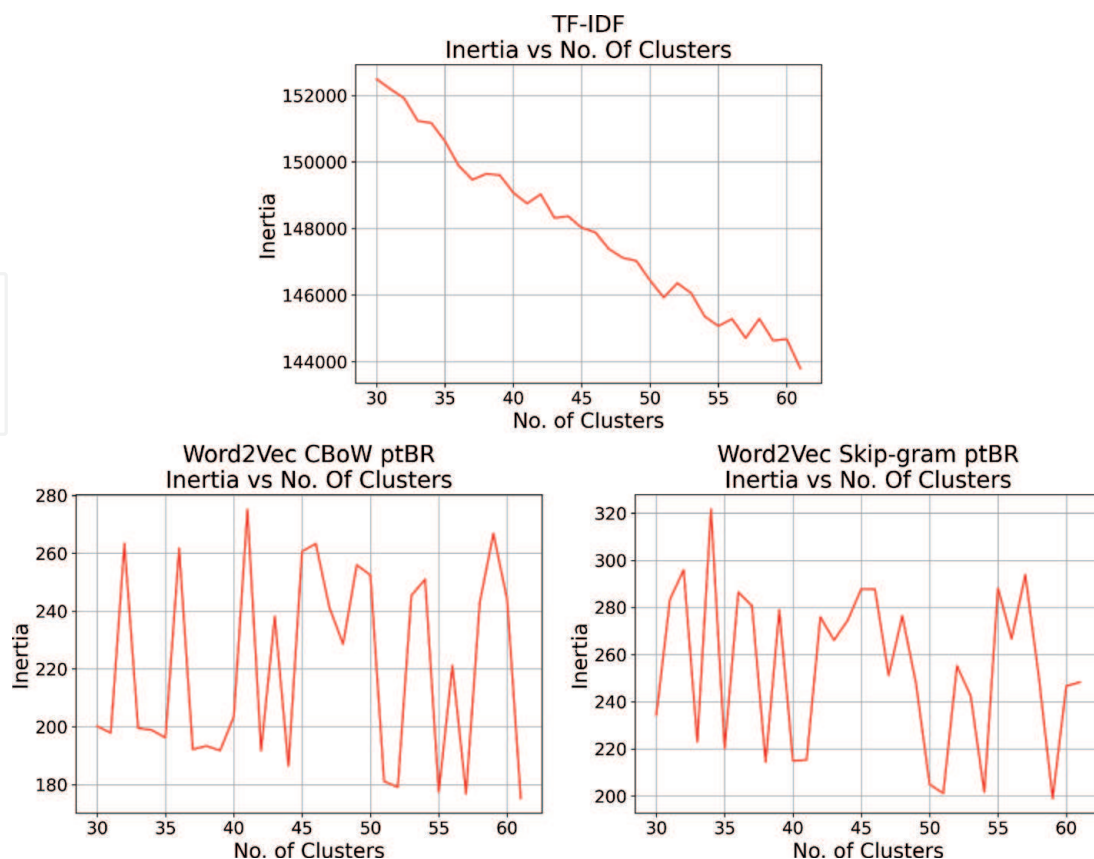 TF-IDF
Inertia vs No. Of Clusters
152000
150000
148000
146000
144000
Inertia
30 35 40 45 50 55 60
No. of Clusters
Word2Vec CBoW ptBR
Inertia vs No. Of Clusters
280
260
240
220
200
180
Inertia
30 35 40 45 50 55 60
No. of Clusters
Word2Vec Skip-gram ptBR
Inertia vs No. Of Clusters
320
300
280
260
240
220
200
Inertia
30 35 40 45 50 55 60
No. of Clusters